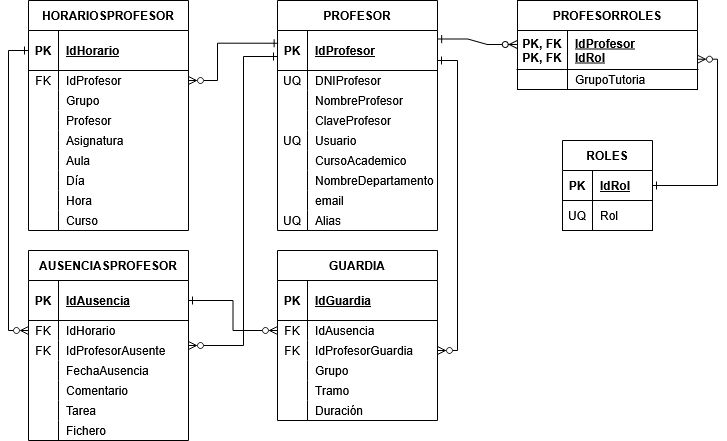 HORARIOSPROFESOR
PK IdHorario
FK IdProfesor
Grupo
Profesor
Asignatura
Aula
Día
Hora
Curso
PROFESOR
PK IdProfesor
UQ DNIProfesor
NombreProfesor
ClaveProfesor
UQ Usuario
CursoAcademico
NombreDepartamento
email
UQ Alias
PROFESORROLES
PK, FK IdProfesor
PK, FK IdRol
GrupoTutoria
ROLES
PK IdRol
UQ Rol
AUSENCIASPROFESOR
PK IdAusencia
FK IdHorario
FK IdProfesorAusente
FechaAusencia
Comentario
Tarea
Fichero
GUARDIA
PK IdGuardia
FK IdAusencia
FK IdProfesorGuardia
Grupo
Tramo
Duración